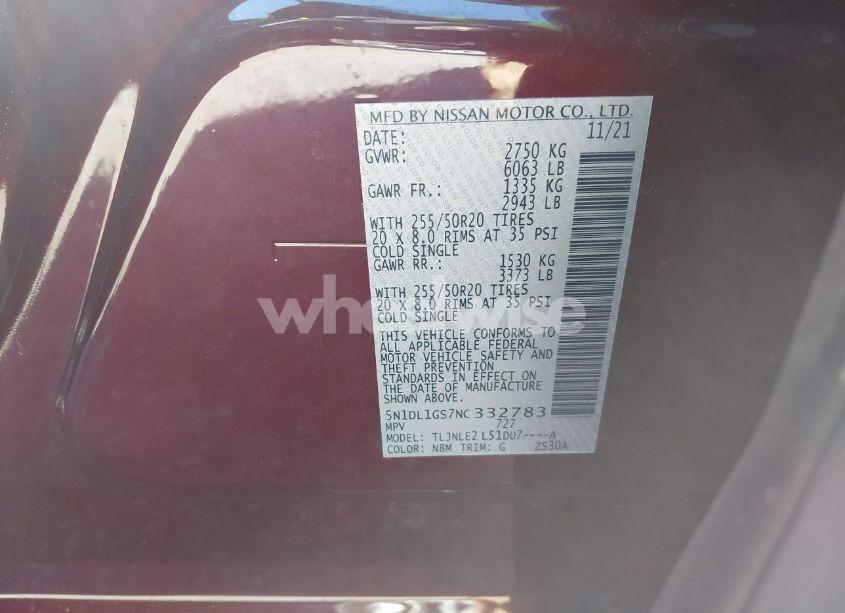 MFD BY NISSAN MOTOR CO., LTD.
DATE: 11/21
GVWR: 2750 KG
6063 LB
GAWR FR.: 1335 KG
2943 LB
WITH 255/50R20 TIRES
20 X 8.0 RIMS AT 35 PSI
COLD SINGLE
GAWR RR.: 1530 KG
3373 LB
WITH 255/50R20 TIRES
20 X 8.0 RIMS AT 35 PSI
COLD SINGLE
THIS VEHICLE CONFORMS TO
ALL APPLICABLE FEDERAL
MOTOR VEHICLE SAFETY AND
THEFT PREVENTION
STANDARDS IN EFFECT ON
THE DATE OF MANUFACTURE
SHOWN ABOVE.
5N1DL1GS7NC332783
MPV 727
MODEL: TLJNLE2 L51DU7----A
COLOR: NBM TRIM: G ZS30A
wheelwise